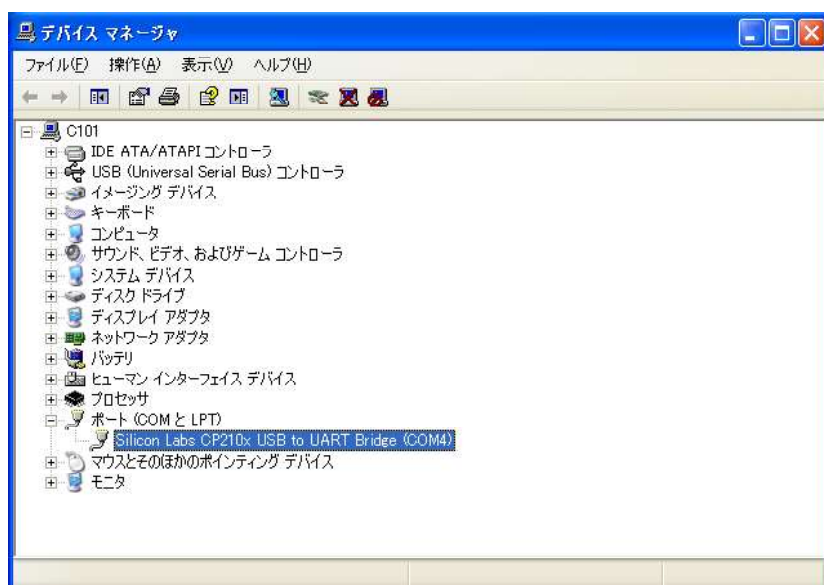 デバイス マネージャ
ファイル(F) 操作(A) 表示(V) ヘルプ(H)
C101
IDE ATA/ATAPI コントローラ
USB (Universal Serial Bus) コントローラ
イメージング デバイス
キーボード
コンピュータ
サウンド、ビデオ、およびゲーム コントローラ
システム デバイス
ディスク ドライブ
ディスプレイ アダプタ
ネットワーク アダプタ
バッテリ
ヒューマン インターフェイス デバイス
プロセッサ
ポート (COM と LPT)
Silicon Labs CP210x USB to UART Bridge (COM4)
マウスとそのほかのポインティング デバイス
モニタ